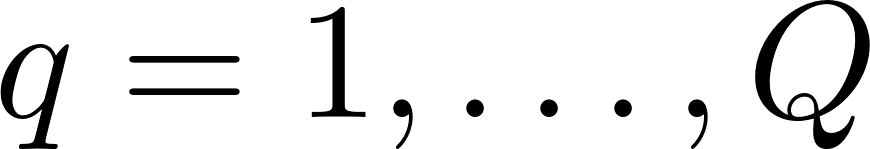 q = 1, . . . , Q